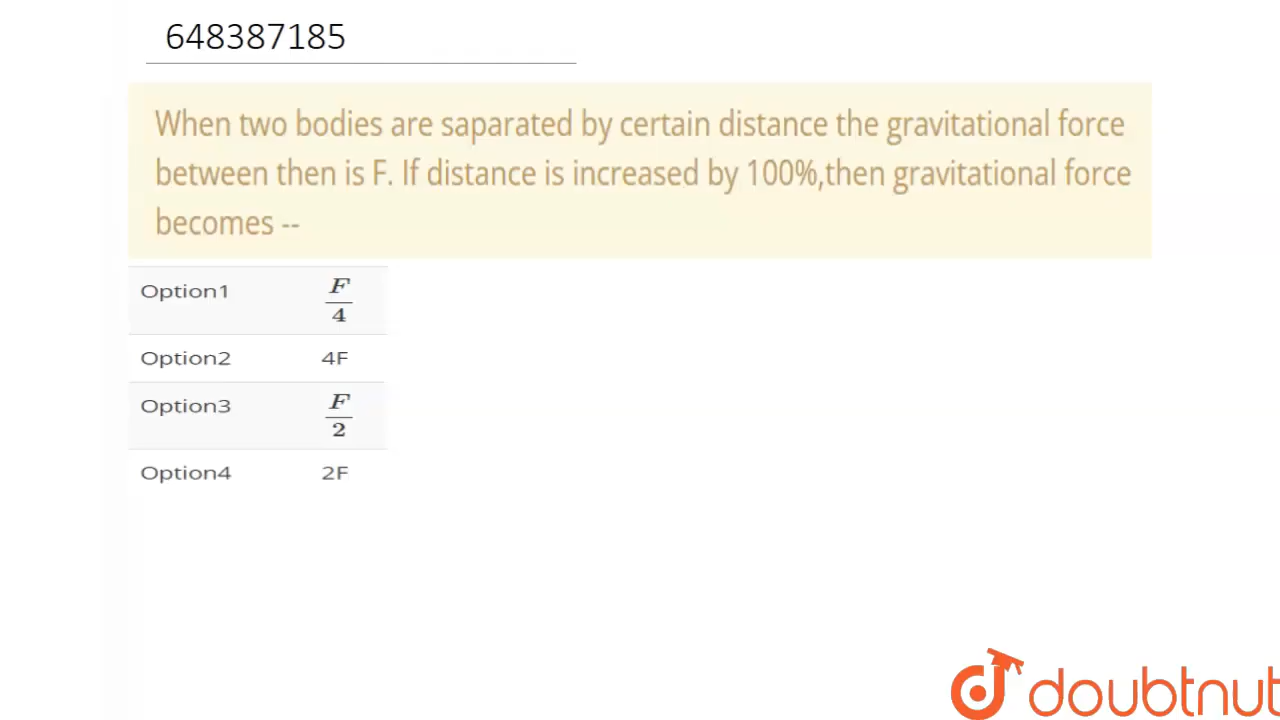 648387185
When two bodies are saparated by certain distance the gravitational force
between then is F. If distance is increased by 100%,then gravitational force
becomes --
Option1 F/4
Option2 4F
Option3 F/2
Option4 2F
doubtnut